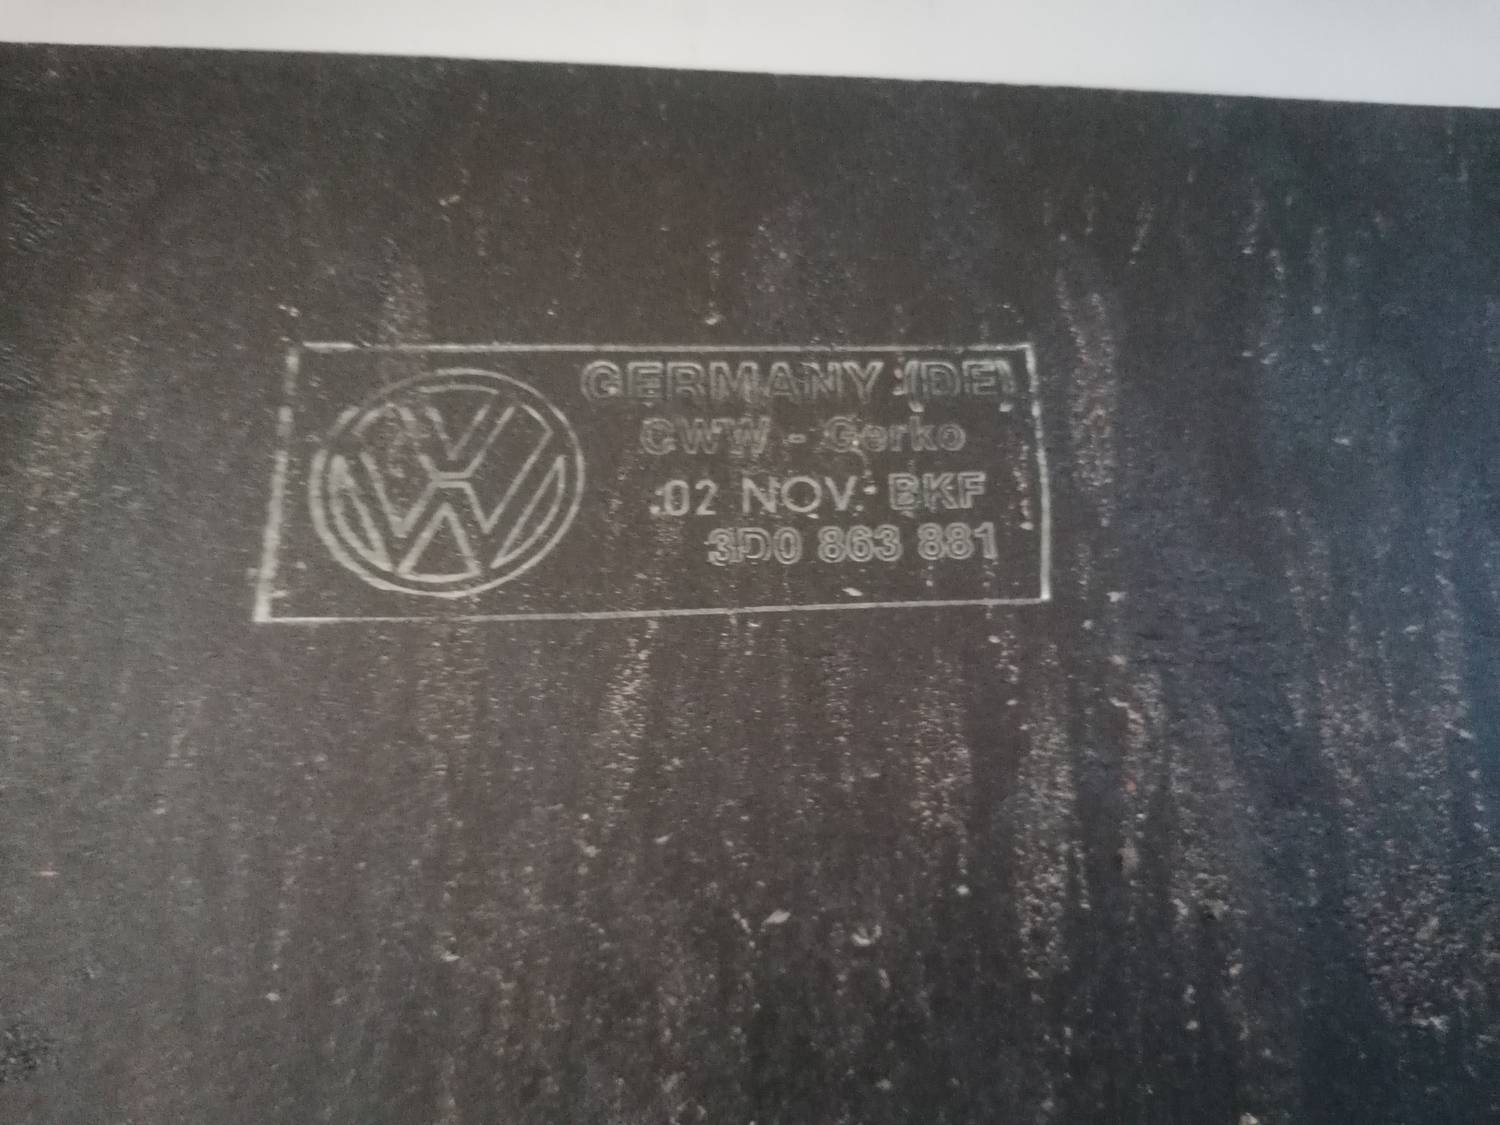 GERMANY (DE)
CWW - Gerko
.02 NOV. BKF
3D0 863 881